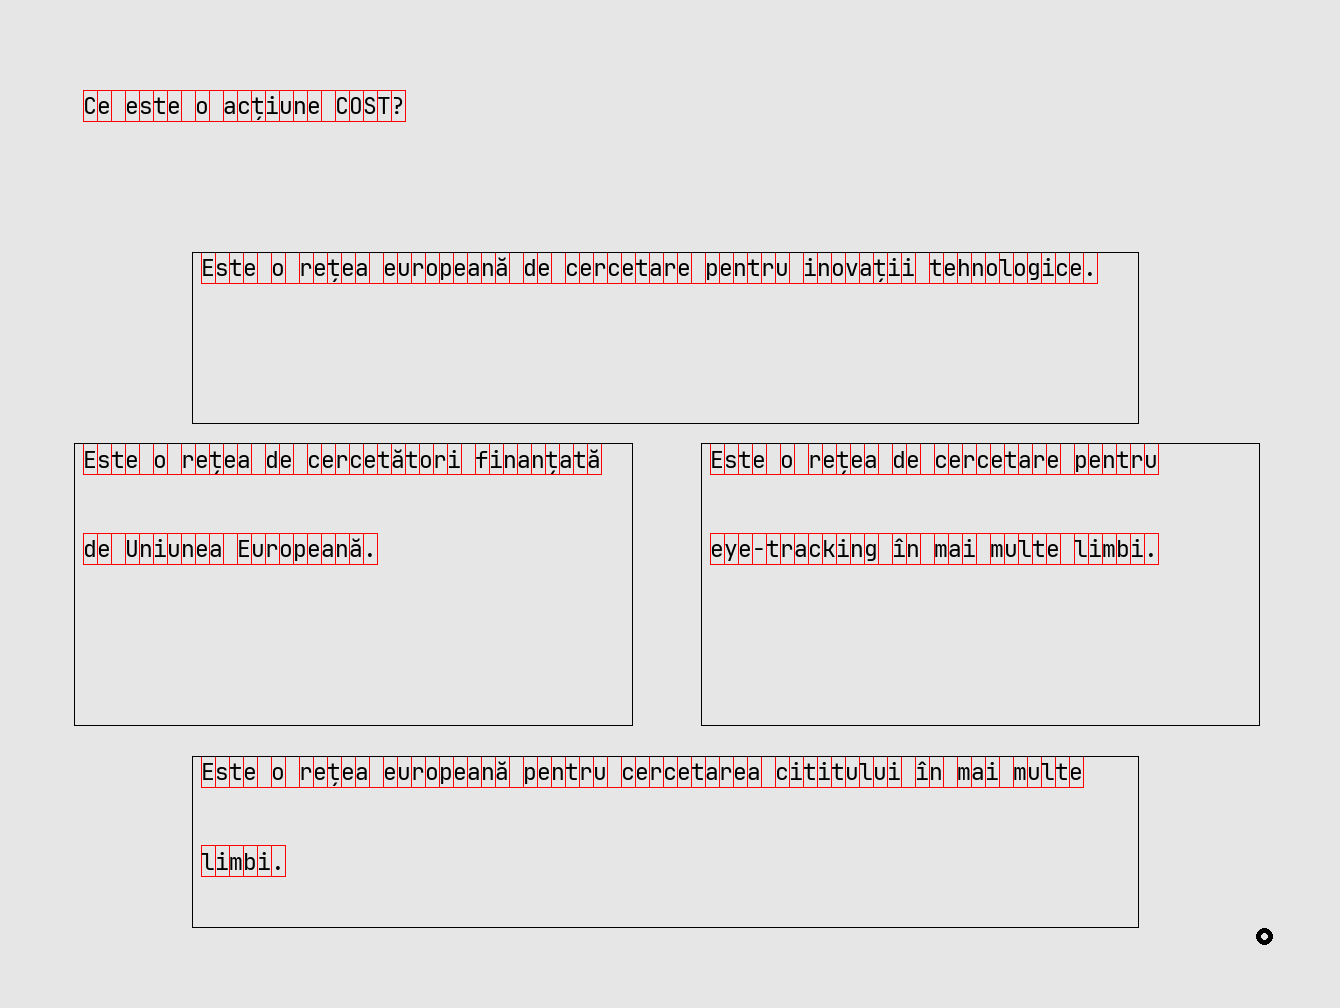 Ce este o acțiune COST?
Este o rețea europeană de cercetare pentru inovații tehnologice.
Este o rețea de cercetători finanțată
de Uniunea Europeană.
Este o rețea de cercetare pentru
eye-tracking în mai multe limbi.
Este o rețea europeană pentru cercetarea cititului în mai multe
limbi.